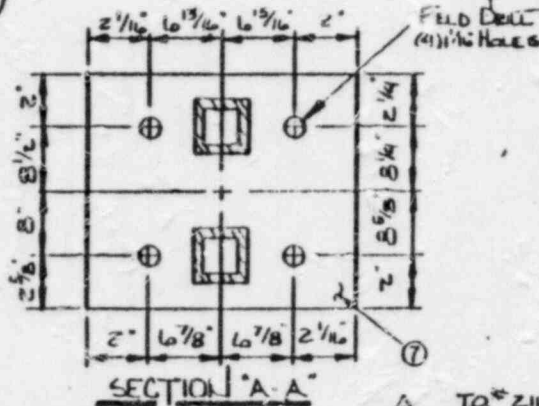 2 1/16" 6 13/16" 6 15/16" 2"
FIELD DRILL
(4) 1 1/16 HOLES
2" 2 1/4"
8 1/2" 8 1/4"
8" 8 5/8"
2 5/8" 2"
2" 6 7/8" 6 7/8" 2 1/16"
7
SECTION "A-A"